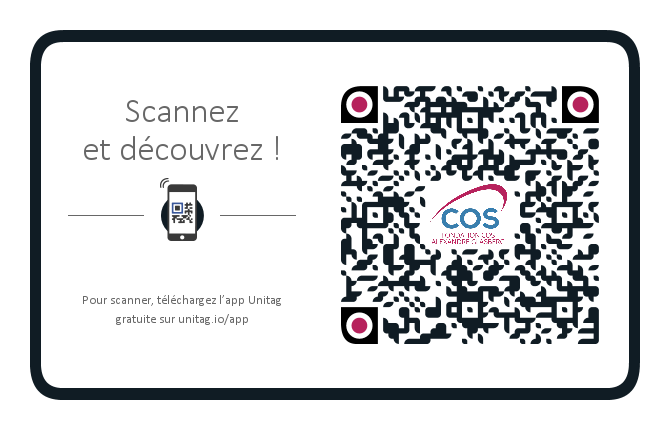 Scannez
et découvrez !
Pour scanner, téléchargez l'app Unitag
gratuite sur unitag.io/app
COS
FONDATION COS
ALEXANDRE GLASBERG